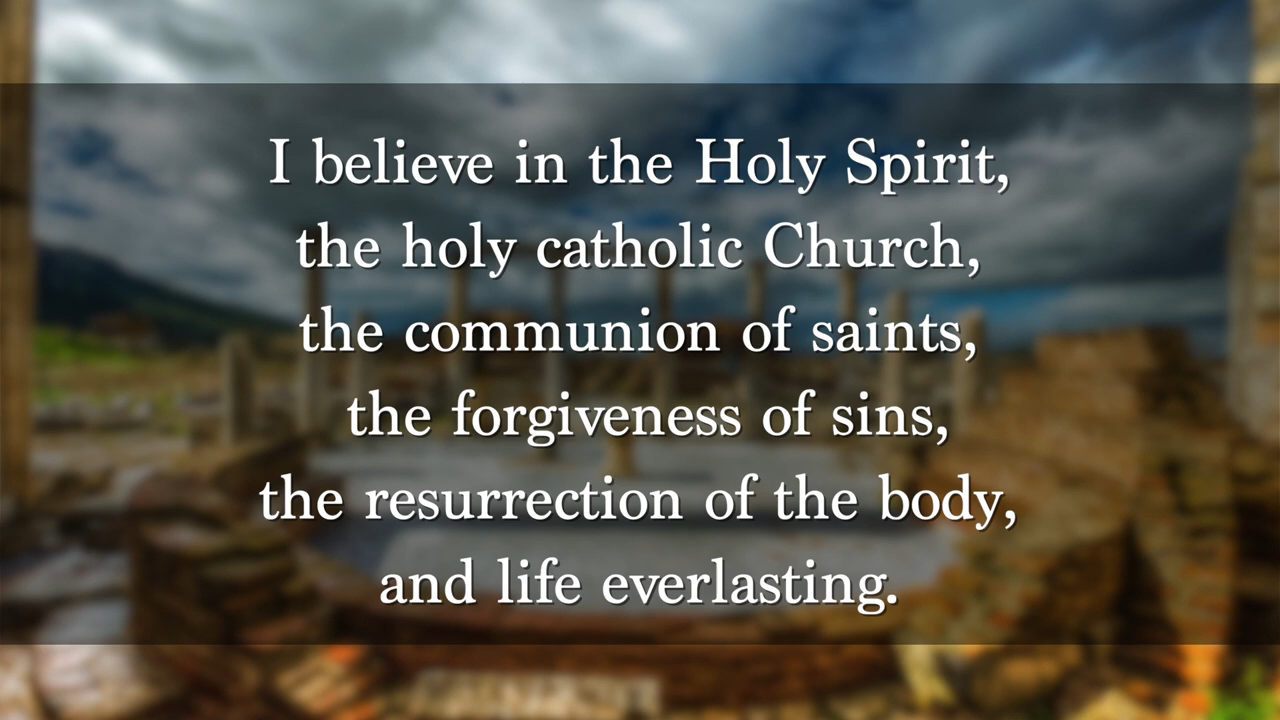 I believe in the Holy Spirit,
the holy catholic Church,
the communion of saints,
the forgiveness of sins,
the resurrection of the body,
and life everlasting.